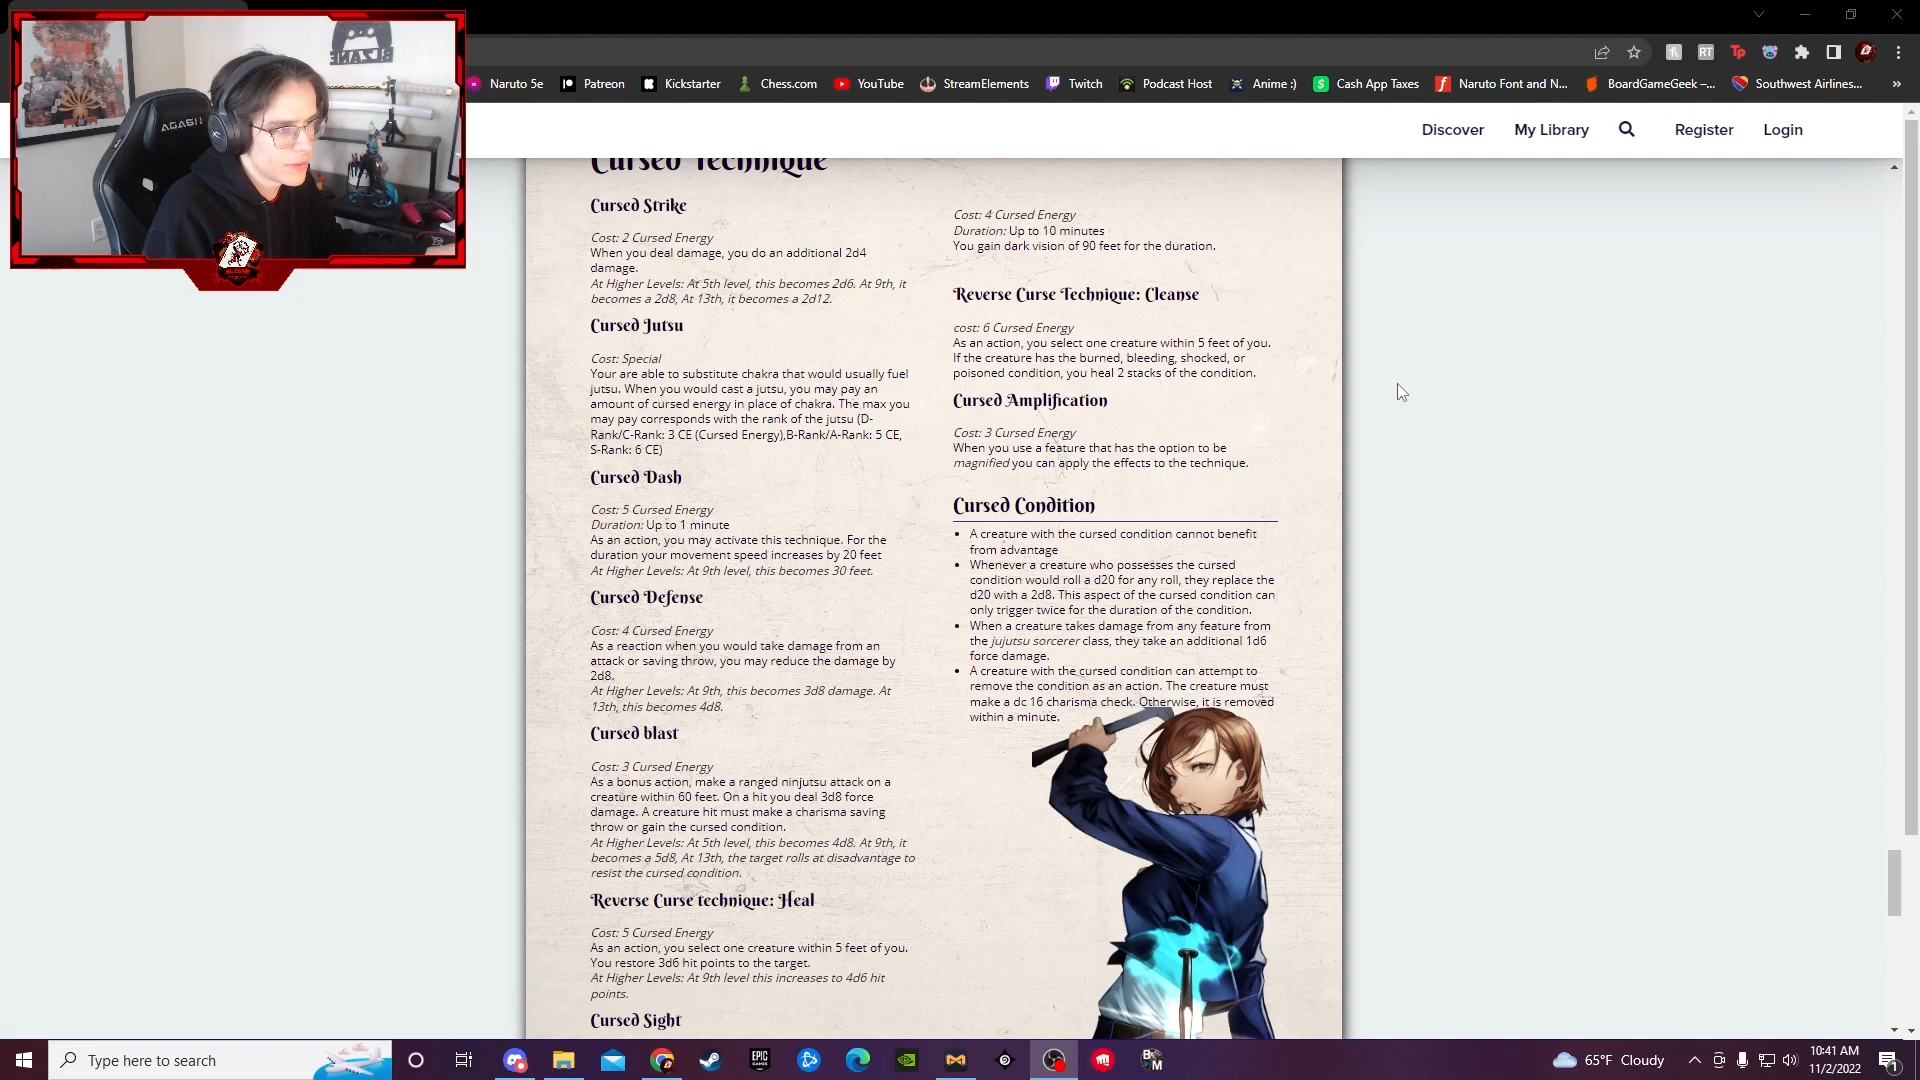 AGASI
BIZANE
Naruto 5e
Patreon
Kickstarter
Chess.com
YouTube
StreamElements
Twitch
Podcast Host
Anime :)
Cash App Taxes
Naruto Font and N...
BoardGameGeek –...
Southwest Airlines...
»
Discover
My Library
Register
Login
Cursed Technique
Cursed Strike
Cost: 2 Cursed Energy
When you deal damage, you do an additional 2d4
damage.
At Higher Levels: At 5th level, this becomes 2d6. At 9th, it
becomes a 2d8, At 13th, it becomes a 2d12.
Cursed Jutsu
Cost: Special
Your are able to substitute chakra that would usually fuel
jutsu. When you would cast a jutsu, you may pay an
amount of cursed energy in place of chakra. The max you
may pay corresponds with the rank of the jutsu (D-
Rank/C-Rank: 3 CE (Cursed Energy),B-Rank/A-Rank: 5 CE,
S-Rank: 6 CE)
Cursed Dash
Cost: 5 Cursed Energy
Duration: Up to 1 minute
As an action, you may activate this technique. For the
duration your movement speed increases by 20 feet
At Higher Levels: At 9th level, this becomes 30 feet.
Cursed Defense
Cost: 4 Cursed Energy
As a reaction when you would take damage from an
attack or saving throw, you may reduce the damage by
2d8.
At Higher Levels: At 9th, this becomes 3d8 damage. At
13th, this becomes 4d8.
Cursed blast
Cost: 3 Cursed Energy
As a bonus action, make a ranged ninjutsu attack on a
creature within 60 feet. On a hit you deal 3d8 force
damage. A creature hit must make a charisma saving
throw or gain the cursed condition.
At Higher Levels: At 5th level, this becomes 4d8. At 9th, it
becomes a 5d8, At 13th, the target rolls at disadvantage to
resist the cursed condition.
Reverse Curse technique: Heal
Cost: 5 Cursed Energy
As an action, you select one creature within 5 feet of you.
You restore 3d6 hit points to the target.
At Higher Levels: At 9th level this increases to 4d6 hit
points.
Cursed Sight
Cost: 4 Cursed Energy
Duration: Up to 10 minutes
You gain dark vision of 90 feet for the duration.
Reverse Curse Technique: Cleanse
cost: 6 Cursed Energy
As an action, you select one creature within 5 feet of you.
If the creature has the burned, bleeding, shocked, or
poisoned condition, you heal 2 stacks of the condition.
Cursed Amplification
Cost: 3 Cursed Energy
When you use a feature that has the option to be
magnified you can apply the effects to the technique.
Cursed Condition
• A creature with the cursed condition cannot benefit
from advantage
• Whenever a creature who possesses the cursed
condition would roll a d20 for any roll, they replace the
d20 with a 2d8. This aspect of the cursed condition can
only trigger twice for the duration of the condition.
• When a creature takes damage from any feature from
the jujutsu sorcerer class, they take an additional 1d6
force damage.
• A creature with the cursed condition can attempt to
remove the condition as an action. The creature must
make a dc 16 charisma check. Otherwise, it is removed
within a minute.
Type here to search
EPIC
GAMES
65°F Cloudy
10:41 AM
11/2/2022
1